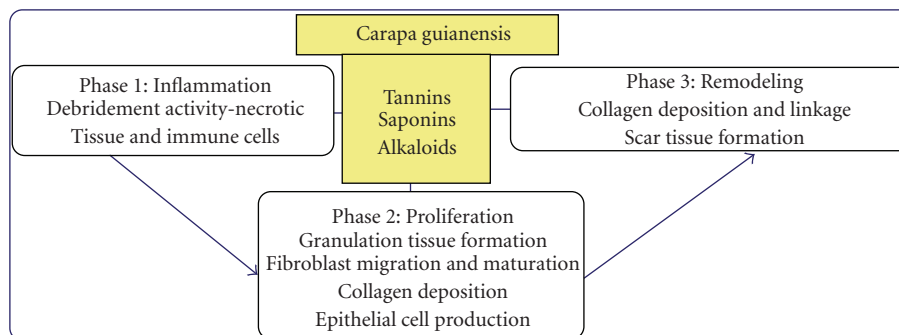 Carapa guianensis
Phase 1: Inflammation
Debridement activity-necrotic
Tissue and immune cells
Tannins
Saponins
Alkaloids
Phase 3: Remodeling
Collagen deposition and linkage
Scar tissue formation
Phase 2: Proliferation
Granulation tissue formation
Fibroblast migration and maturation
Collagen deposition
Epithelial cell production